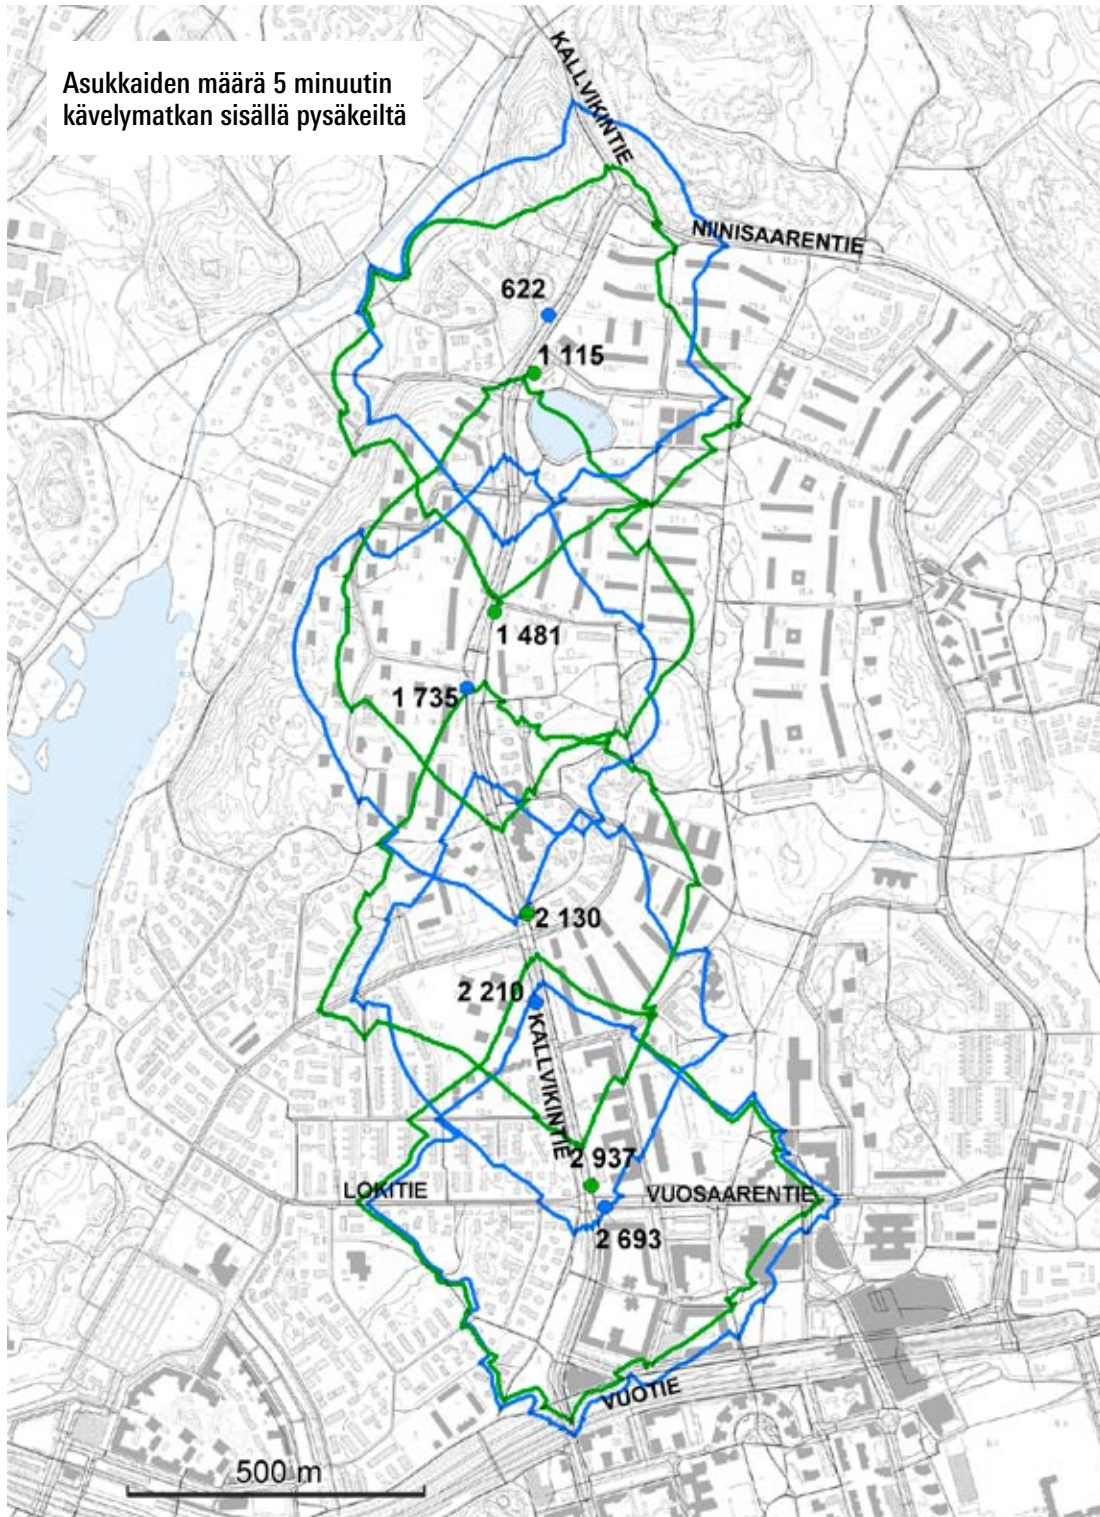 Asukkaiden määrä 5 minuutin
kävelymatkan sisällä pysäkeiltä
KALLVIKINTIE
NIINISAARENTIE
622
1 115
1 481
1 735
2 130
2 210
KALLVIKINTIE
2 937
LOKITIE
VUOSAARENTIE
2 693
VUOTIE
500 m